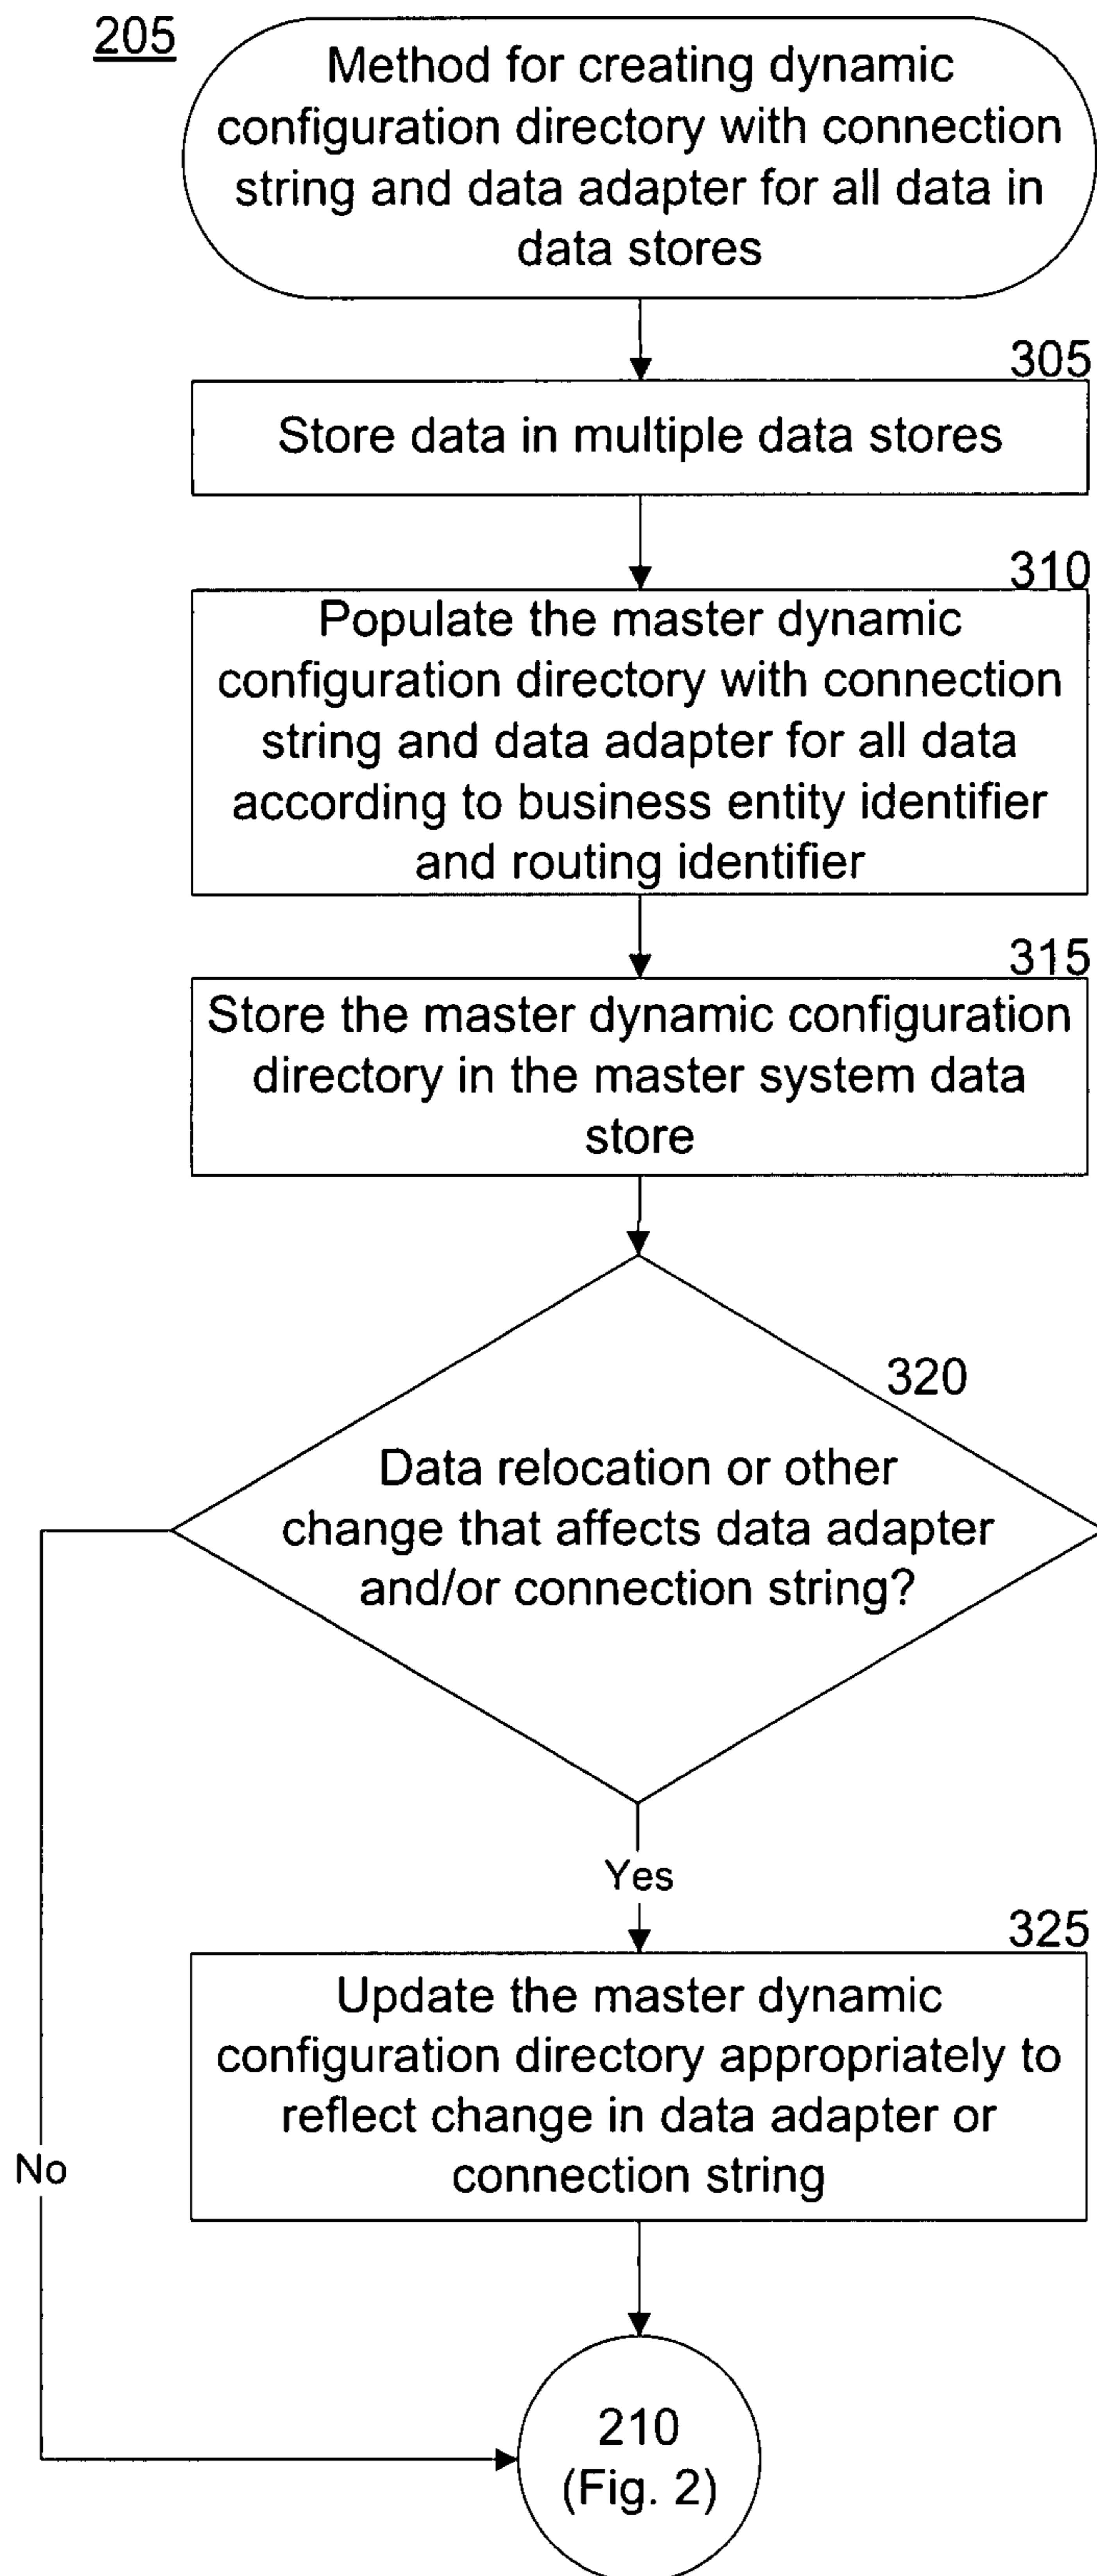 205
Method for creating dynamic
configuration directory with connection
string and data adapter for all data in
data stores
305
Store data in multiple data stores
310
Populate the master dynamic
configuration directory with connection
string and data adapter for all data
according to business entity identifier
and routing identifier
315
Store the master dynamic configuration
directory in the master system data
store
320
Data relocation or other
change that affects data adapter
and/or connection string?
Yes
325
Update the master dynamic
configuration directory appropriately to
reflect change in data adapter or
connection string
No
210
(Fig. 2)